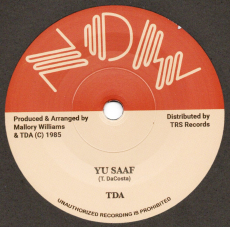 Produced & Arranged by
Mallory Williams
& TDA (C) 1985
Distributed by
TRS Records
YU SAAF
(T. DaCosta)
TDA
UNAUTHORIZED RECORDING IS PROHIBITED